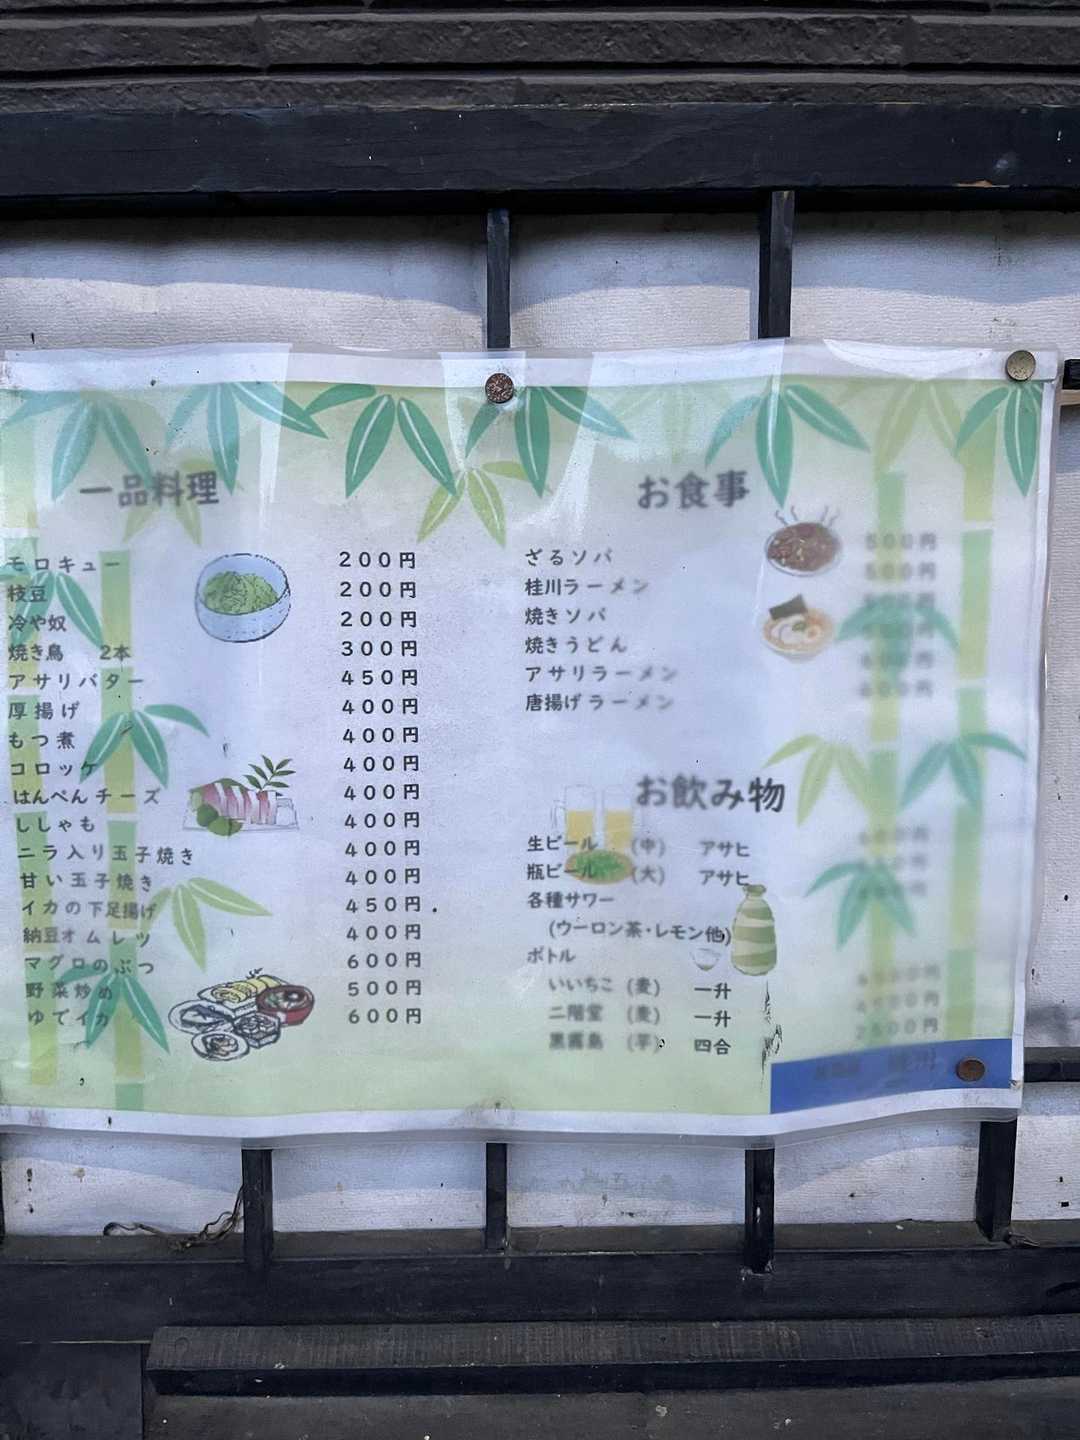 一品料理
モロキュー 200円
枝豆 200円
冷や奴 200円
焼き鳥 2本 300円
アサリバター 450円
厚揚げ 400円
もつ煮 400円
コロッケ 400円
はんぺんチーズ 400円
ししゃも 400円
ニラ入り玉子焼き 400円
甘い玉子焼き 400円
イカの下足揚げ 450円
納豆オムレツ 400円
マグロのぶつ 600円
野菜炒め 500円
ゆでイカ 600円
お食事
ざるソバ 500円
桂川ラーメン 500円
焼きソバ
焼きうどん
アサリラーメン
唐揚げラーメン
お飲み物
生ビール (中) アサヒ
瓶ビール (大) アサヒ
各種サワー
(ウーロン茶・レモン他)
ボトル
いいちこ (麦) 一升
二階堂 (麦) 一升
黒霧島 (芋) 四合